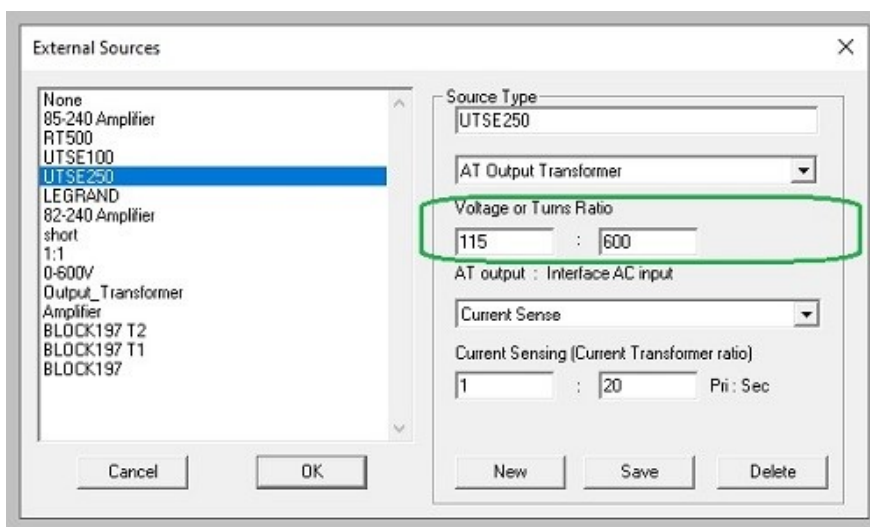 External Sources
None
85-240 Amplifier
RT500
UTSE100
UTSE250
LEGRAND
82-240 Amplifier
short
1:1
0-600V
Output_Transformer
Amplifier
BLOCK197 T2
BLOCK197 T1
BLOCK197
Cancel
OK
Source Type
UTSE250
AT Output Transformer
Voltage or Turns Ratio
115 : 600
AT output : Interface AC input
Current Sense
Current Sensing (Current Transformer ratio)
1 : 20 Pri : Sec
New
Save
Delete